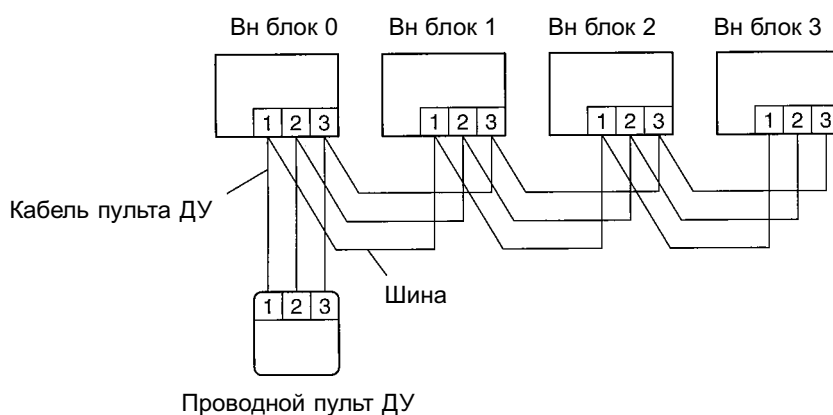 Вн блок 0 Вн блок 1 Вн блок 2 Вн блок 3
1 2 3 1 2 3 1 2 3 1 2 3
Кабель пульта ДУ
Шина
1 2 3
Проводной пульт ДУ